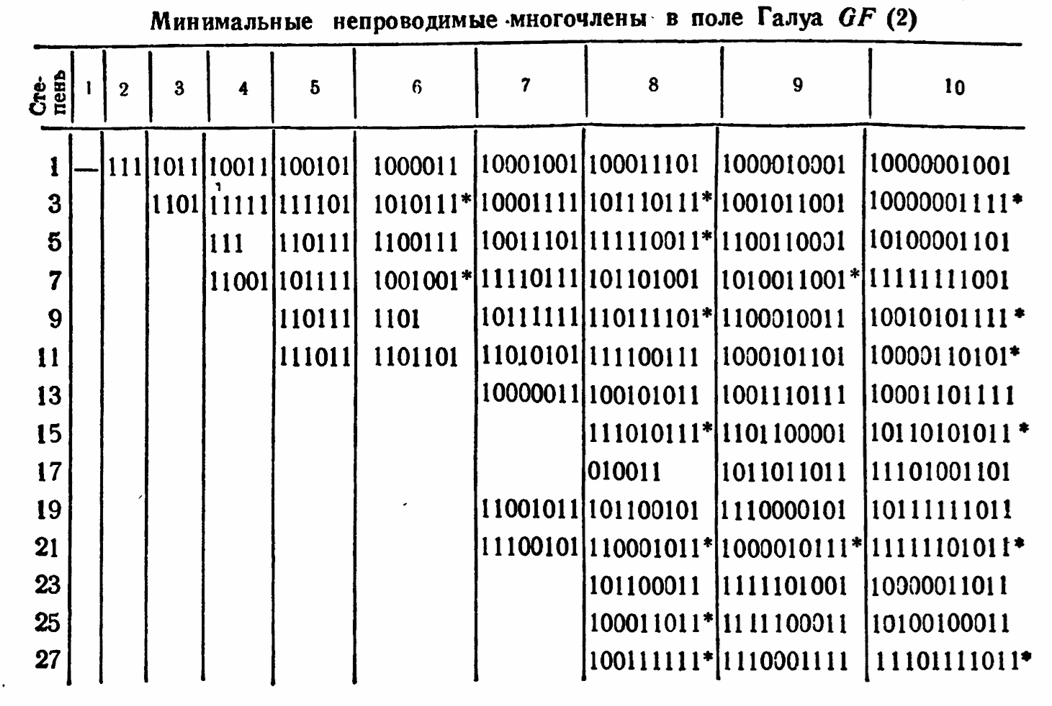 Минимальные непроводимые многочлены в поле Галуа GF (2)
Сте-пень 1 2 3 4 5 6 7 8 9 10
1 — 111 1011 10011 100101 1000011 10001001 100011101 1000010001 10000001001
3 1101 11111 111101 1010111* 10001111 101110111* 1001011001 10000001111*
5 111 110111 1100111 10011101 111110011* 1100110001 10100001101
7 11001 101111 1001001* 11110111 101101001 1010011001* 11111111001
9 110111 1101 10111111 110111101* 1100010011 10010101111*
11 111011 1101101 11010101 111100111 1000101101 10000110101*
13 10000011 100101011 1001110111 10001101111
15 111010111* 1101100001 10110101011*
17 010011 1011011011 11101001101
19 11001011 101100101 1110000101 10111111011
21 11100101 110001011* 1000010111* 11111101011*
23 101100011 1111101001 10000011011
25 100011011* 1111100011 10100100011
27 100111111* 1110001111 11101111011*